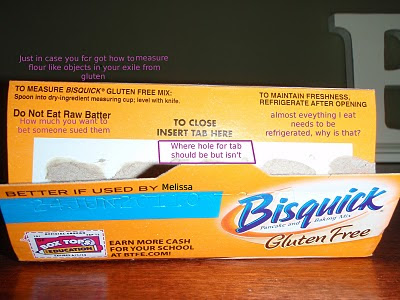 Just in case you for got how to measure
flour like objects in your exile from
gluten
TO MEASURE BISQUICK® GLUTEN FREE MIX:
Spoon into dry-ingredient measuring cup; level with knife.
TO MAINTAIN FRESHNESS,
REFRIGERATE AFTER OPENING
Do Not Eat Raw Batter
How much you want to
bet someone sued them
TO CLOSE
INSERT TAB HERE
almost eveything I eat
needs to be
refrigerated, why is that?
Where hole for tab
should be but isn't
BETTER IF USED BY Melissa
Bisquick
Pancake and Baking Mix
Gluten Free
BOX TOPS
EDUCATION
EARN MORE CASH
FOR YOUR SCHOOL
AT BTFE.COM!